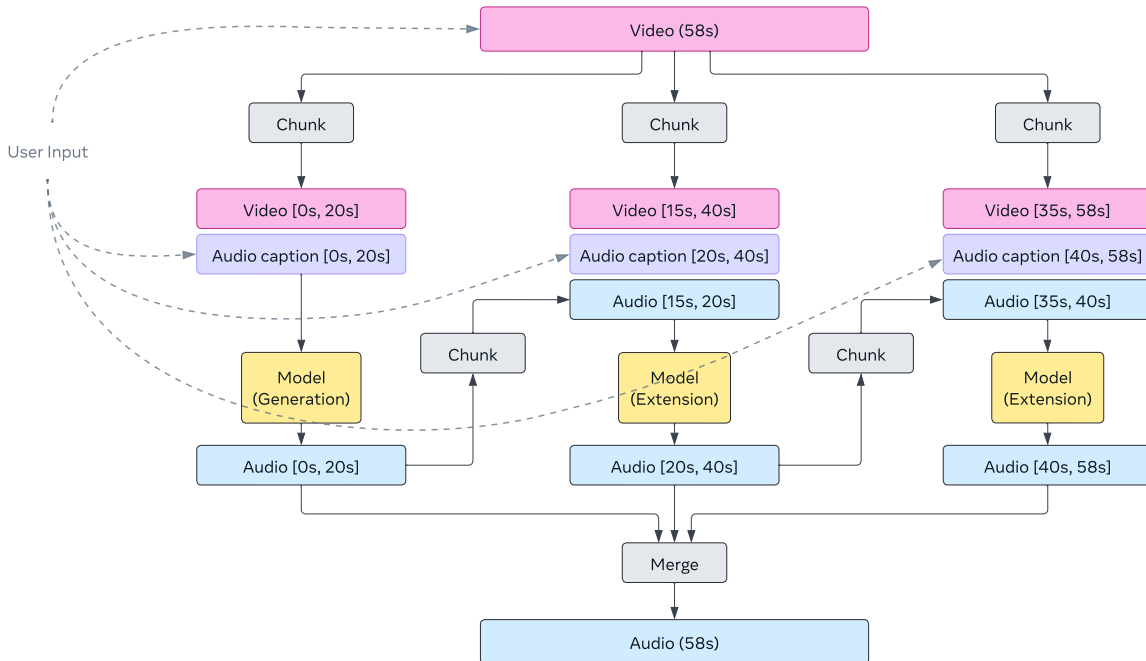 Video (58s)
Chunk
Chunk
Chunk
User Input
Video [0s, 20s]
Video [15s, 40s]
Video [35s, 58s]
Audio caption [0s, 20s]
Audio caption [20s, 40s]
Audio caption [40s, 58s]
Audio [15s, 20s]
Audio [35s, 40s]
Chunk
Chunk
Model
(Generation)
Model
(Extension)
Model
(Extension)
Audio [0s, 20s]
Audio [20s, 40s]
Audio [40s, 58s]
Merge
Audio (58s)